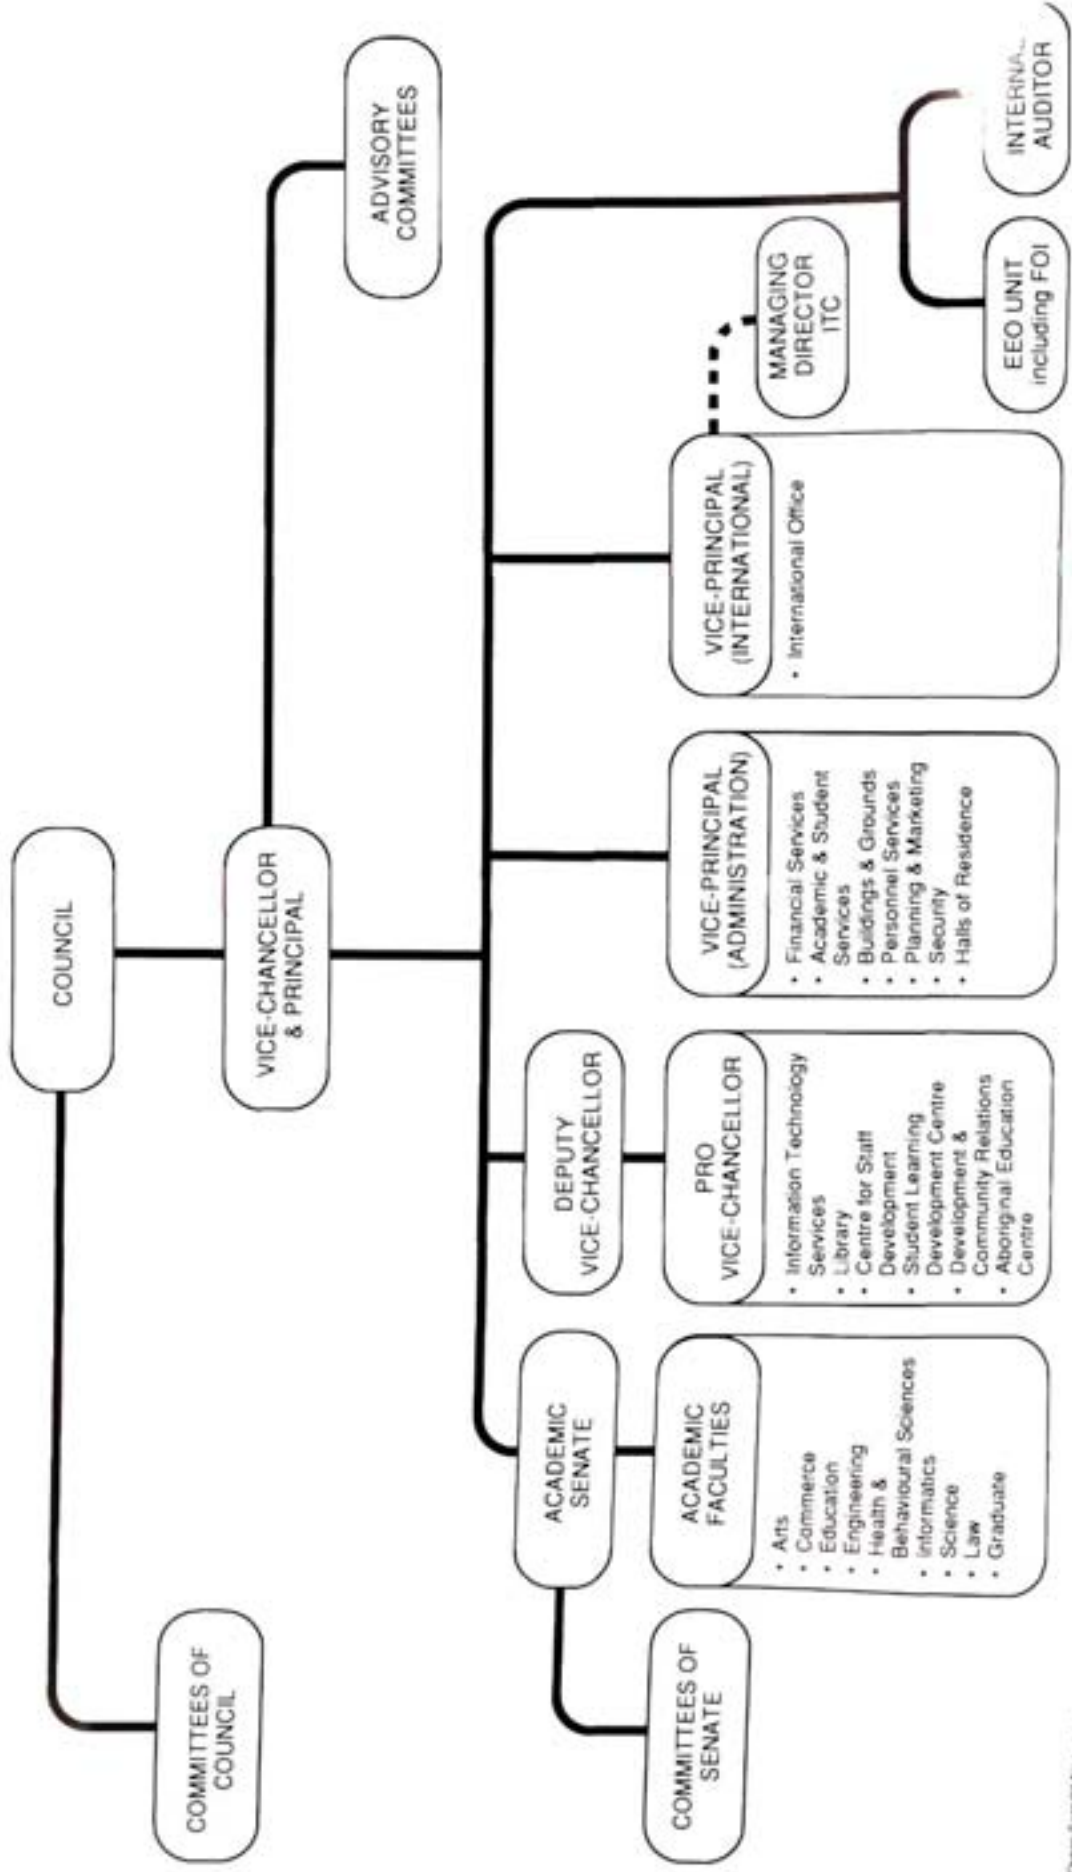 COUNCIL
COMMITTEES OF
COUNCIL
VICE-CHANCELLOR
& PRINCIPAL
ADVISORY
COMMITTEES
ACADEMIC
SENATE
DEPUTY
VICE-CHANCELLOR
COMMITTEES OF
SENATE
ACADEMIC
FACULTIES
• Arts
• Commerce
• Education
• Engineering
• Health &
Behavioural Sciences
• Informatics
• Science
• Law
• Graduate
PRO
VICE-CHANCELLOR
• Information Technology
Services
• Library
• Centre for Staff
Development
• Student Learning
Development Centre
• Development &
Community Relations
• Aboriginal Education
Centre
VICE-PRINCIPAL
(ADMINISTRATION)
• Financial Services
• Academic & Student
Services
• Buildings & Grounds
• Personnel Services
• Planning & Marketing
• Security
• Halls of Residence
VICE-PRINCIPAL
(INTERNATIONAL)
• International Office
MANAGING
DIRECTOR
ITC
EEO UNIT
including FOI
AUDITOR